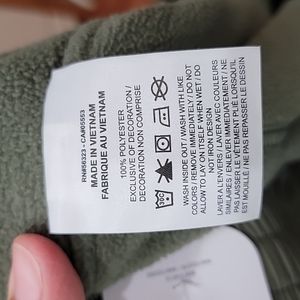 RN#56323 - CA#05553
MADE IN VIETNAM
FABRIQUE AU VIETNAM
100% POLYESTER
EXCLUSIVE OF DECORATION /
DÉCORATION NON COMPRISE
WASH INSIDE OUT / WASH WITH LIKE
COLORS / REMOVE IMMEDIATELY / DO
ALLOW TO LAY ON ITSELF WHEN WET / DO
NOT IRON DESIGN
LAVER À L'ENVERS / LAVER AVEC COULEURS
SIMILAIRES / ENLEVER IMMÉDIATEMENT / NE
PAS LAISSER LE VÊTEMENT PLIÉ LORSQU'IL
EST MOUILLÉ / NE PAS REPASSER LE DESSIN